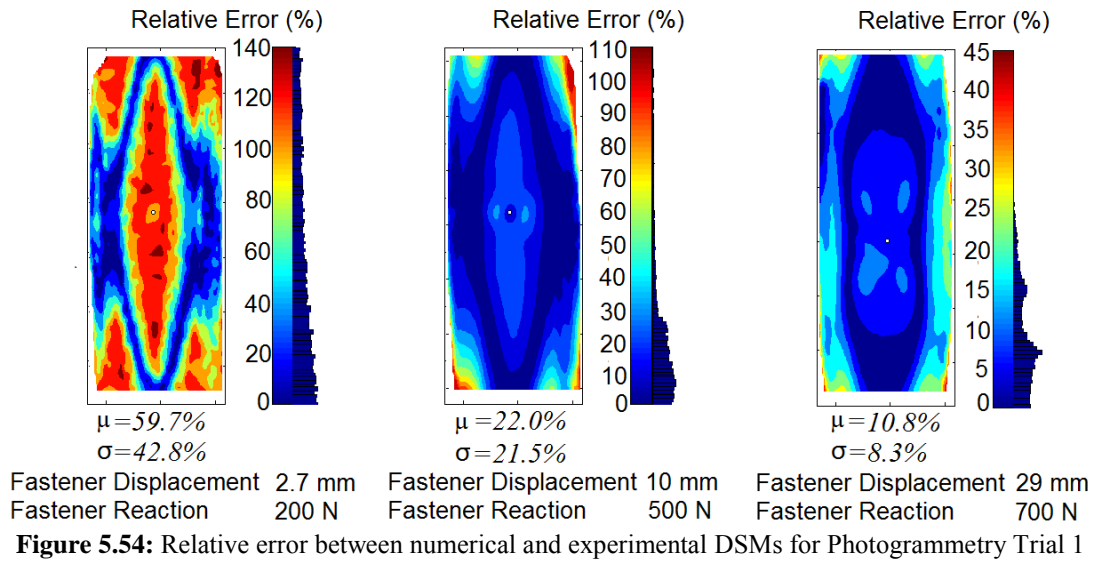 Relative Error (%)
140
120
100
80
60
40
20
0
μ=59.7%
σ=42.8%
Fastener Displacement 2.7 mm
Fastener Reaction 200 N
Relative Error (%)
110
100
90
80
70
60
50
40
30
20
10
0
μ=22.0%
σ=21.5%
Fastener Displacement 10 mm
Fastener Reaction 500 N
Relative Error (%)
45
40
35
30
25
20
15
10
5
0
μ=10.8%
σ=8.3%
Fastener Displacement 29 mm
Fastener Reaction 700 N
Figure 5.54: Relative error between numerical and experimental DSMs for Photogrammetry Trial 1